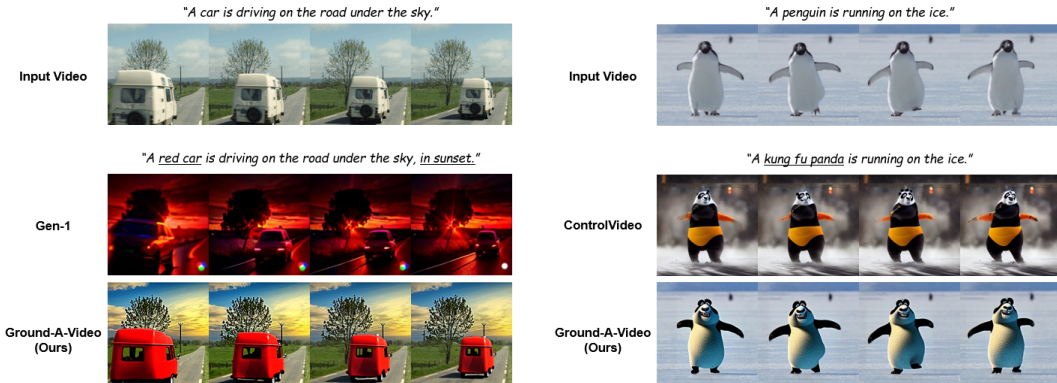 "A car is driving on the road under the sky."
Input Video
"A red car is driving on the road under the sky, in sunset."
Gen-1
Ground-A-Video
(Ours)
"A penguin is running on the ice."
Input Video
"A kung fu panda is running on the ice."
ControlVideo
Ground-A-Video
(Ours)